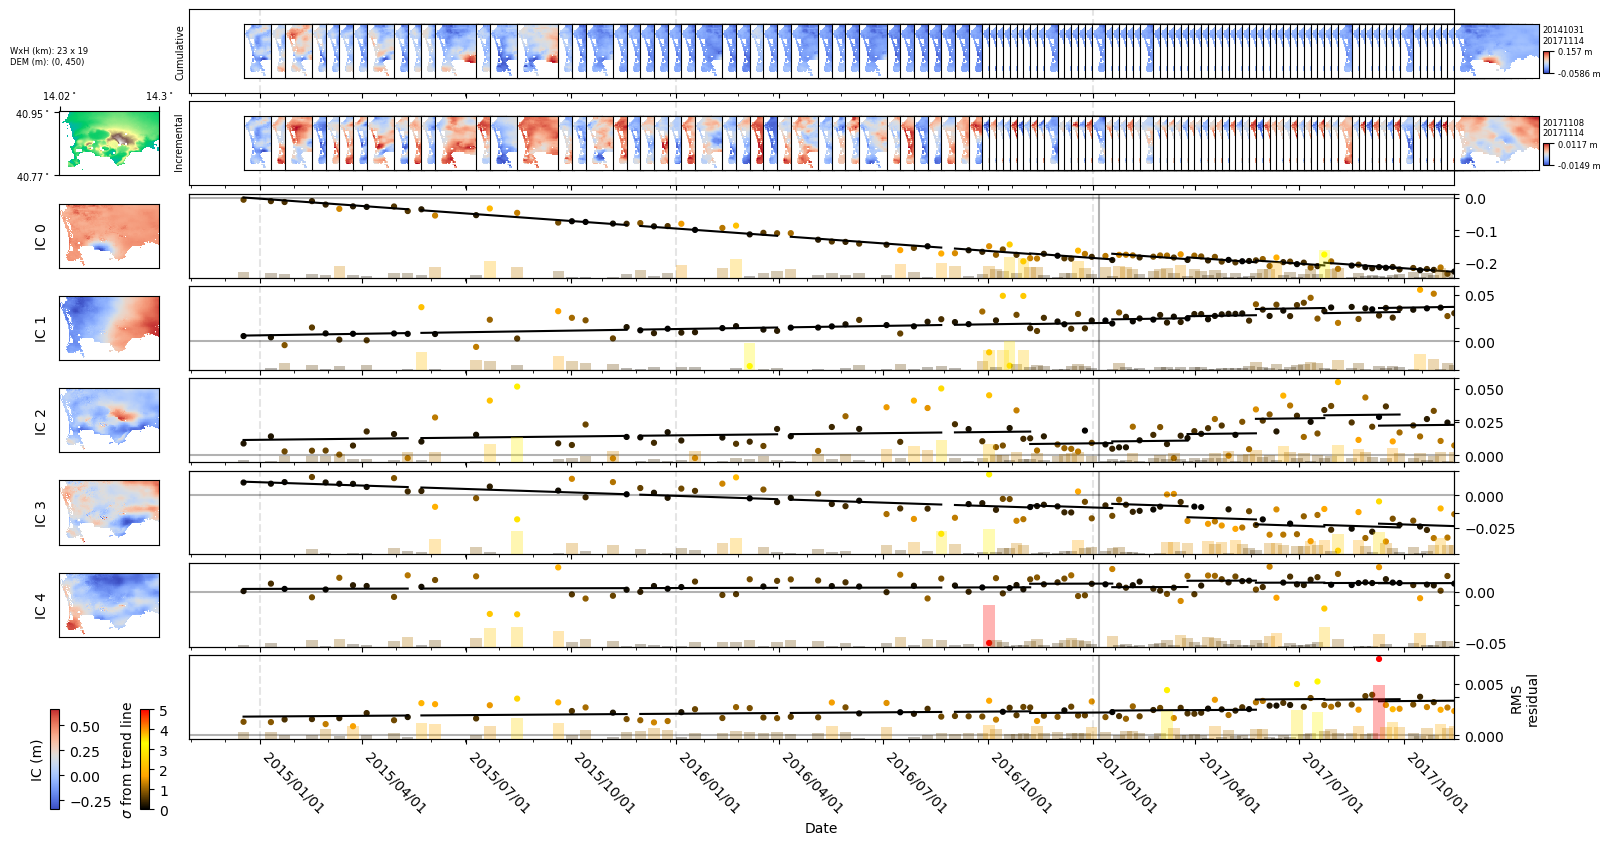 WxH (km): 23 x 19
DEM (m): (0, 450)
Cumulative
20141031
20171114
0.157 m
-0.0586 m
14.02°
14.3°
40.95°
40.77°
Incremental
20171108
20171114
0.0117 m
-0.0149 m
IC 0
0.0
−0.1
−0.2
IC 1
0.05
0.00
IC 2
0.050
0.025
0.000
IC 3
0.000
−0.025
IC 4
0.00
−0.05
0.005
0.000
RMS
residual
IC (m)
0.50
0.25
0.00
−0.25
σ from trend line
5
4
3
2
1
0
2015/01/01
2015/04/01
2015/07/01
2015/10/01
2016/01/01
2016/04/01
2016/07/01
2016/10/01
2017/01/01
2017/04/01
2017/07/01
2017/10/01
Date